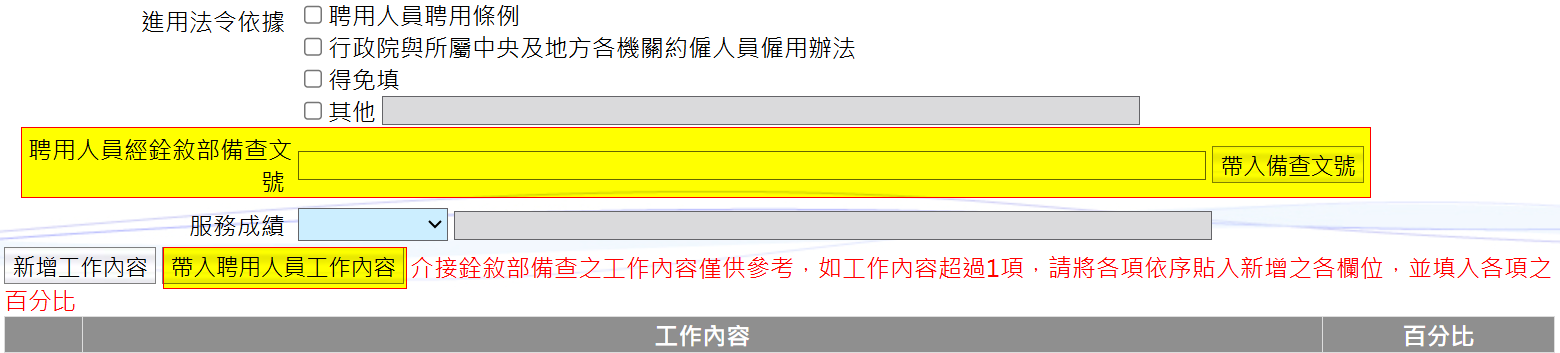 進用法令依據
聘用人員聘用條例
行政院與所屬中央及地方各機關約僱人員僱用辦法
得免填
其他
聘用人員經銓敘部備查文
號
帶入備查文號
服務成績
新增工作內容 帶入聘用人員工作內容 介接銓敘部備查之工作內容僅供參考，如工作內容超過1項，請將各項依序貼入新增之各欄位，並填入各項之
百分比
工作內容 百分比